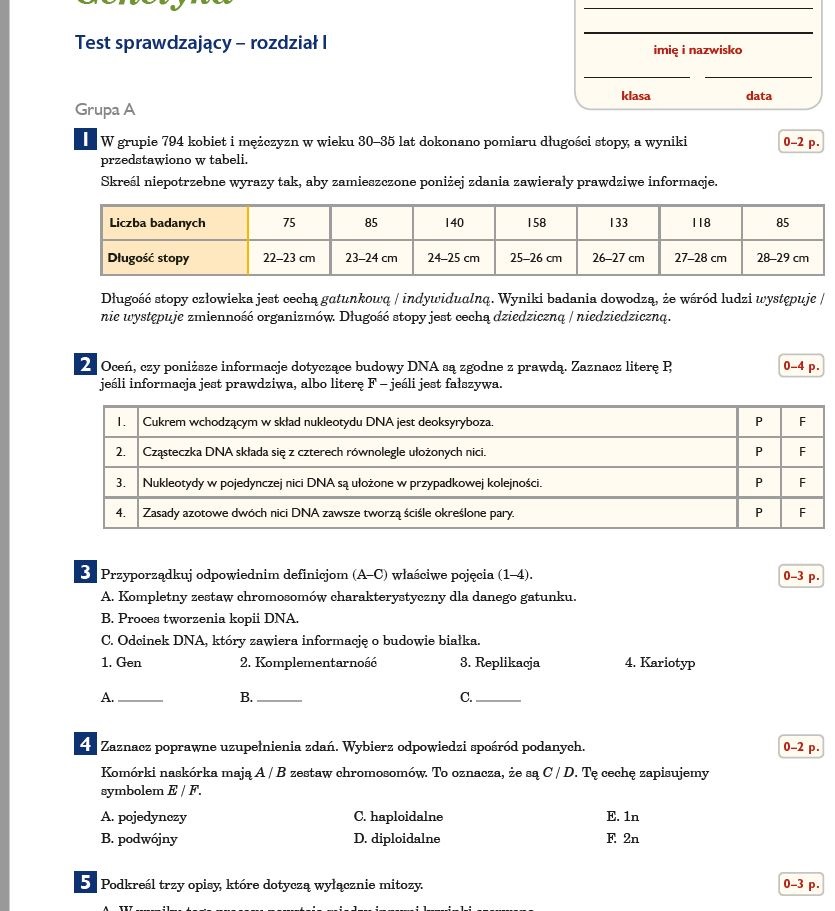 Genetyka
Test sprawdzający – rozdział I
imię i nazwisko
klasa data
Grupa A
1 W grupie 794 kobiet i mężczyzn w wieku 30–35 lat dokonano pomiaru długości stopy, a wyniki 0–2 p.
przedstawiono w tabeli.
Skreśl niepotrzebne wyrazy tak, aby zamieszczone poniżej zdania zawierały prawdziwe informacje.
Liczba badanych 75 85 140 158 133 118 85
Długość stopy 22–23 cm 23–24 cm 24–25 cm 25–26 cm 26–27 cm 27–28 cm 28–29 cm
Długość stopy człowieka jest cechą gatunkową / indywidualną. Wyniki badania dowodzą, że wśród ludzi występuje /
nie występuje zmienność organizmów. Długość stopy jest cechą dziedziczną / niedziedziczną.
2 Oceń, czy poniższe informacje dotyczące budowy DNA są zgodne z prawdą. Zaznacz literę P, 0–4 p.
jeśli informacja jest prawdziwa, albo literę F – jeśli jest fałszywa.
1. Cukrem wchodzącym w skład nukleotydu DNA jest deoksyryboza. P F
2. Cząsteczka DNA składa się z czterech równolegle ułożonych nici. P F
3. Nukleotydy w pojedynczej nici DNA są ułożone w przypadkowej kolejności. P F
4. Zasady azotowe dwóch nici DNA zawsze tworzą ściśle określone pary. P F
3 Przyporządkuj odpowiednim definicjom (A–C) właściwe pojęcia (1–4). 0–3 p.
A. Kompletny zestaw chromosomów charakterystyczny dla danego gatunku.
B. Proces tworzenia kopii DNA.
C. Odcinek DNA, który zawiera informację o budowie białka.
1. Gen 2. Komplementarność 3. Replikacja 4. Kariotyp
A. ______ B. ______ C. ______
4 Zaznacz poprawne uzupełnienia zdań. Wybierz odpowiedzi spośród podanych. 0–2 p.
Komórki naskórka mają A / B zestaw chromosomów. To oznacza, że są C / D. Tę cechę zapisujemy
symbolem E / F.
A. pojedynczy C. haploidalne E. 1n
B. podwójny D. diploidalne F. 2n
5 Podkreśl trzy opisy, które dotyczą wyłącznie mitozy. 0–3 p.